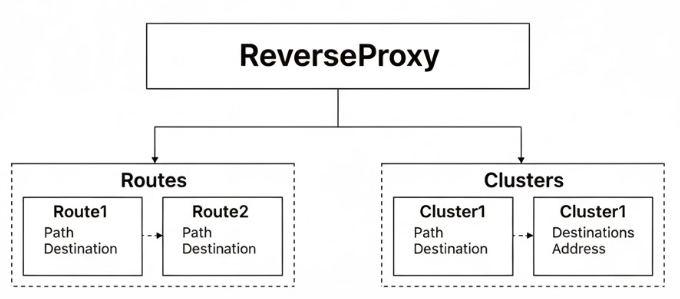 ReverseProxy
Routes
Route1
Path
Destination
Route2
Path
Destination
Clusters
Cluster1
Path
Destination
Cluster1
Destinations
Address